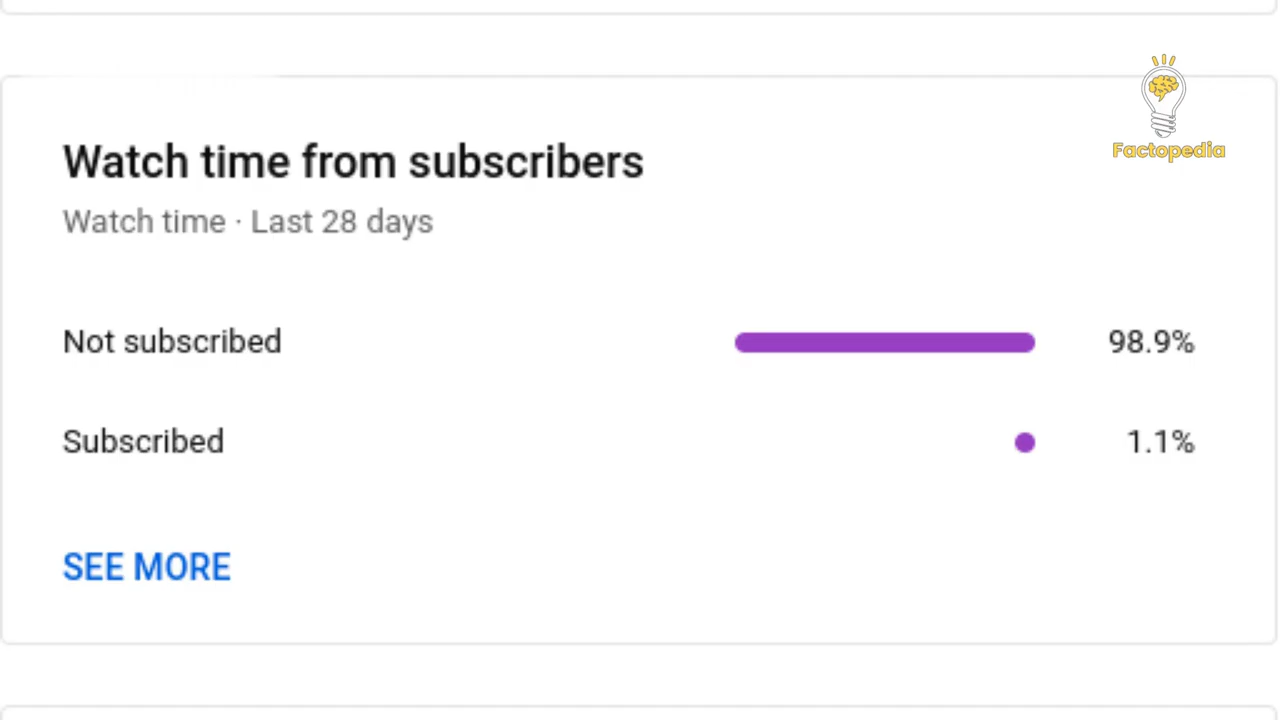 Factopedia
Watch time from subscribers
Watch time · Last 28 days
Not subscribed 98.9%
Subscribed 1.1%
SEE MORE